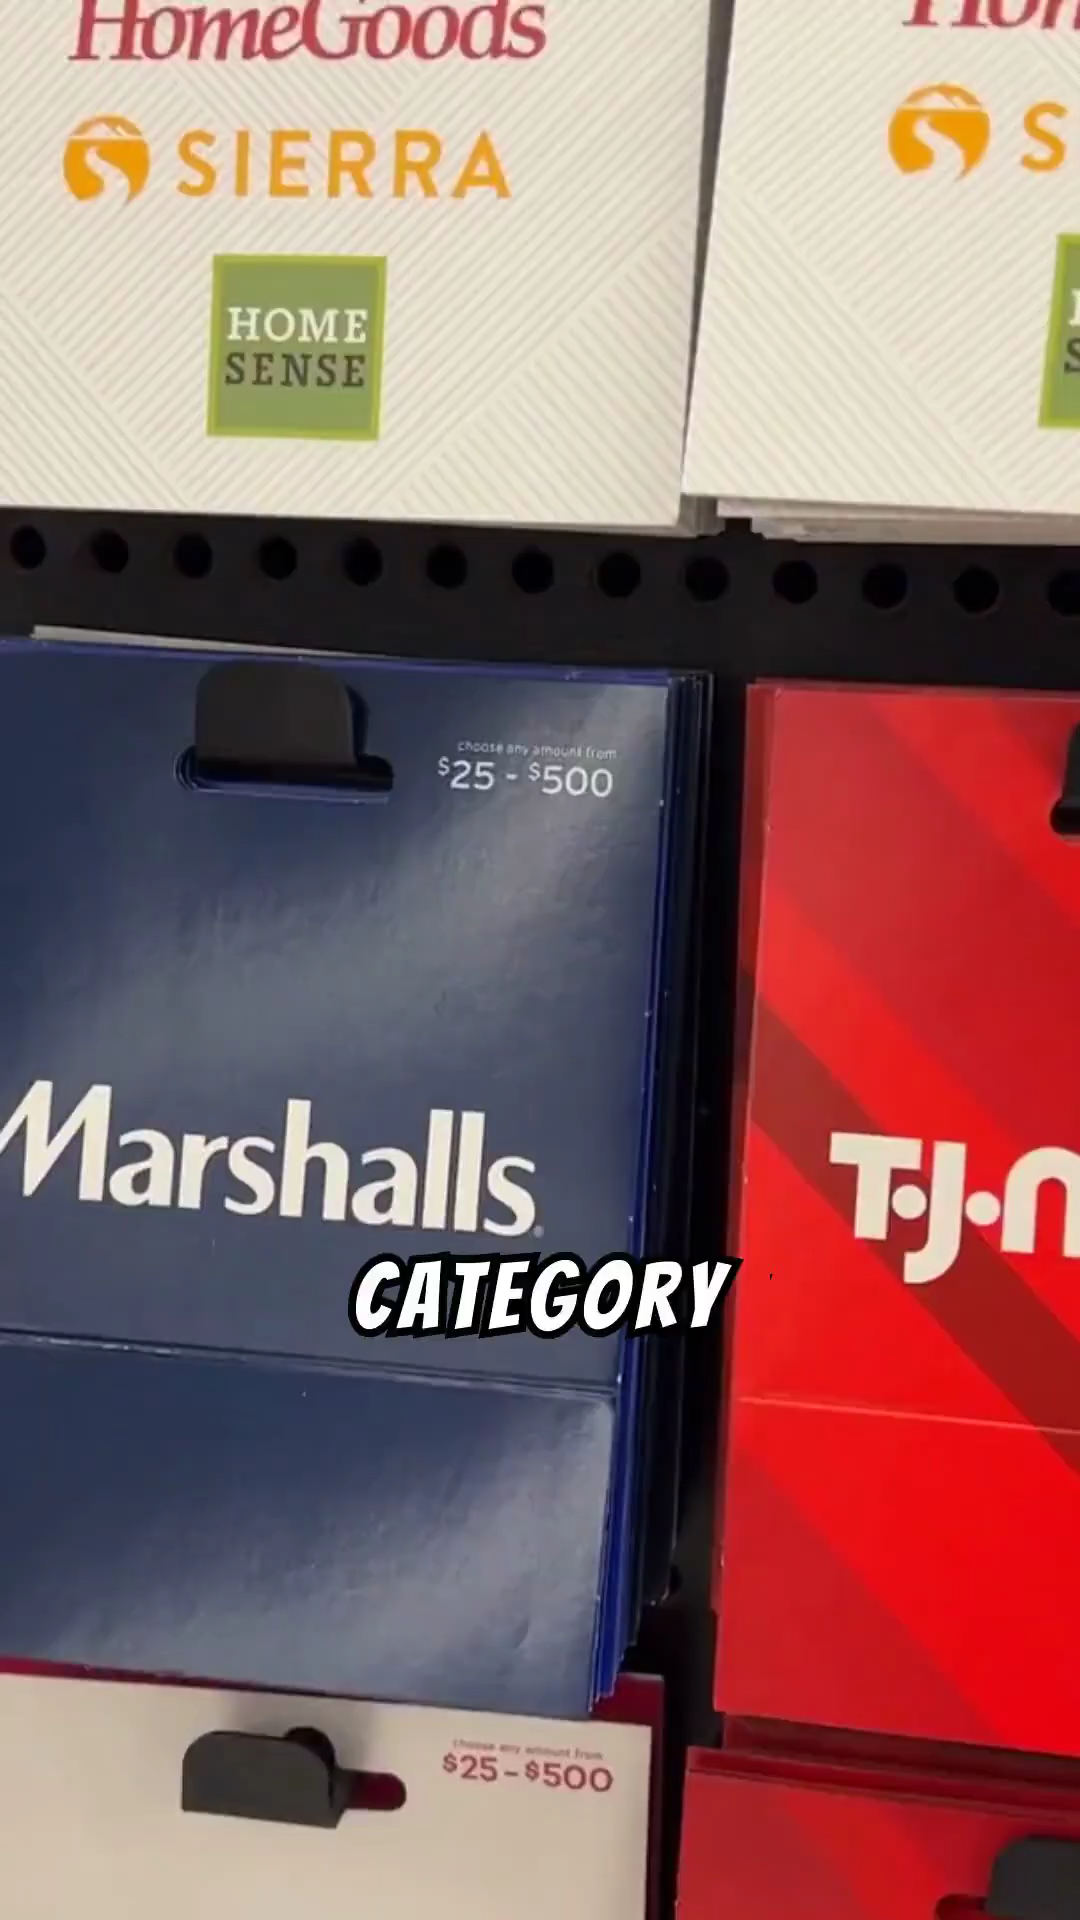 HomeGoods
SIERRA
HOME
SENSE
S
choose any amount from
$25 - $500
Marshalls
T·J·
CATEGORY
choose any amount from
$25 - $500